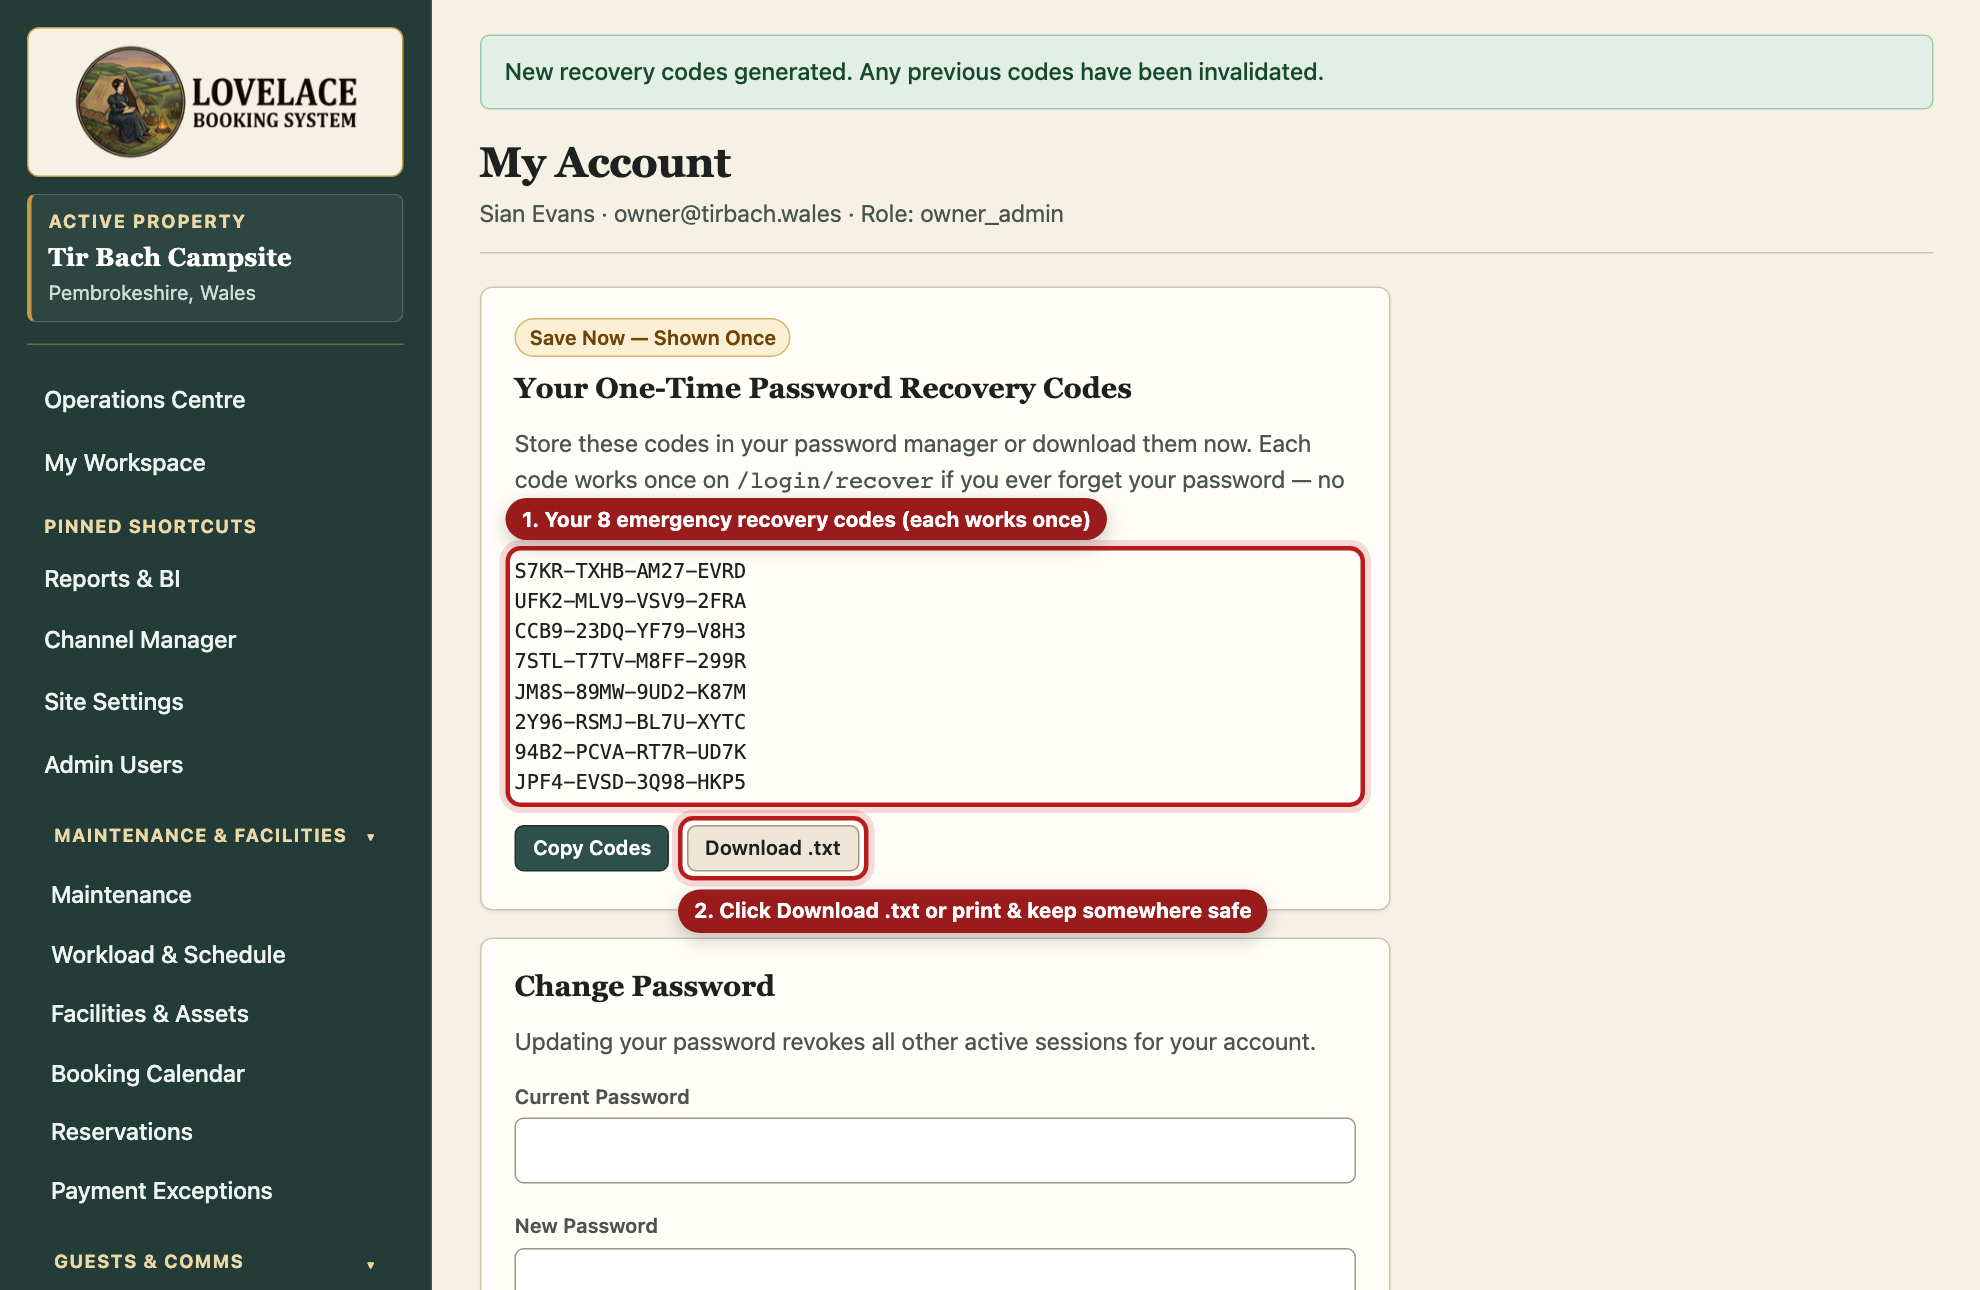 LOVELACE
BOOKING SYSTEM
ACTIVE PROPERTY
Tir Bach Campsite
Pembrokeshire, Wales
Operations Centre
My Workspace
PINNED SHORTCUTS
Reports & BI
Channel Manager
Site Settings
Admin Users
MAINTENANCE & FACILITIES
Maintenance
Workload & Schedule
Facilities & Assets
Booking Calendar
Reservations
Payment Exceptions
GUESTS & COMMS
New recovery codes generated. Any previous codes have been invalidated.
My Account
Sian Evans · owner@tirbach.wales · Role: owner_admin
Save Now — Shown Once
Your One-Time Password Recovery Codes
Store these codes in your password manager or download them now. Each
code works once on /login/recover if you ever forget your password — no
1. Your 8 emergency recovery codes (each works once)
S7KR-TXHB-AM27-EVRD
UFK2-MLV9-VSV9-2FRA
CCB9-23DQ-YF79-V8H3
7STL-T7TV-M8FF-299R
JM8S-89MW-9UD2-K87M
2Y96-RSMJ-BL7U-XYTC
94B2-PCVA-RT7R-UD7K
JPF4-EVSD-3Q98-HKP5
Copy Codes
Download .txt
2. Click Download .txt or print & keep somewhere safe
Change Password
Updating your password revokes all other active sessions for your account.
Current Password
New Password